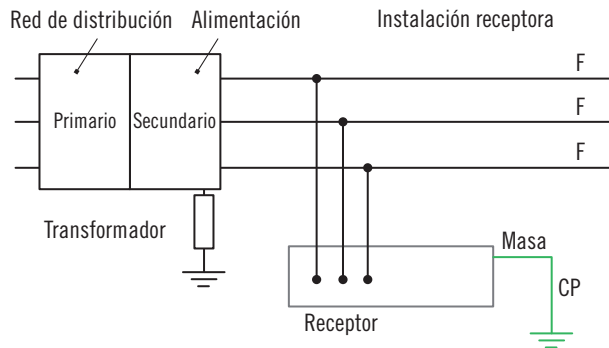 Red de distribución
Alimentación
Instalación receptora
F
Primario
Secundario
F
F
Transformador
Masa
CP
Receptor